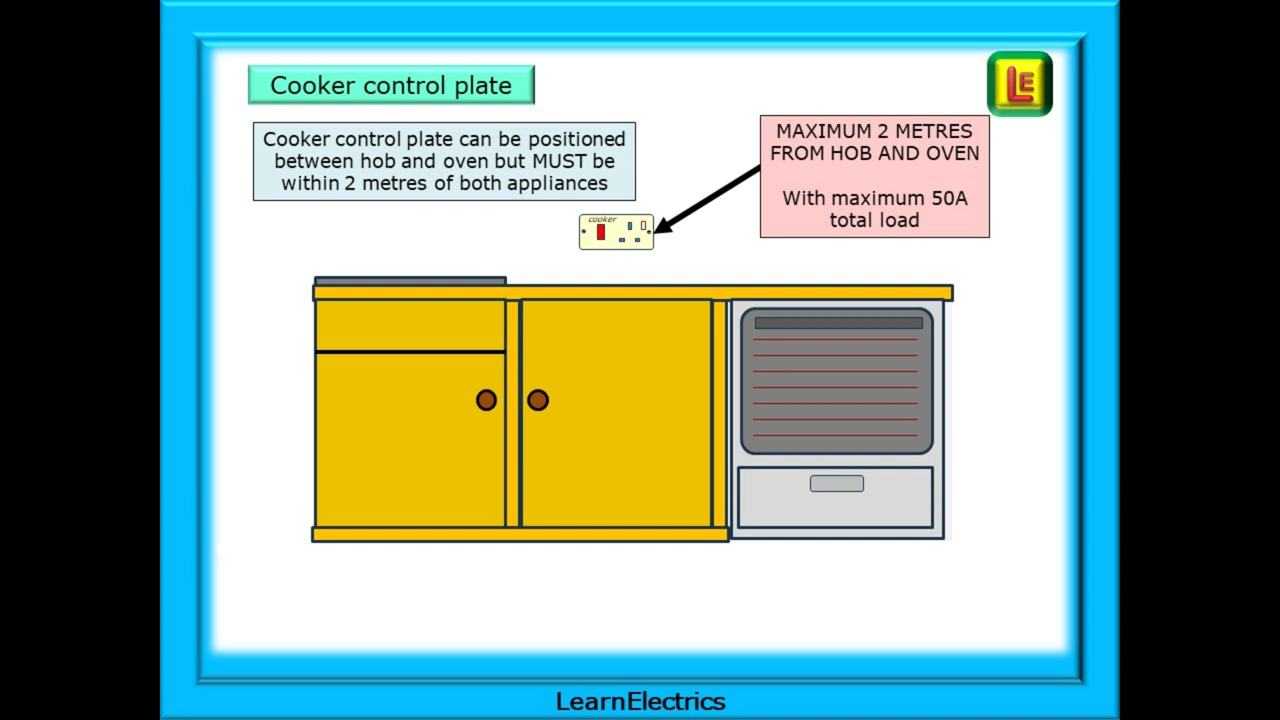 Cooker control plate
LE
Cooker control plate can be positioned
between hob and oven but MUST be
within 2 metres of both appliances
MAXIMUM 2 METRES
FROM HOB AND OVEN
With maximum 50A
total load
cooker
LearnElectrics